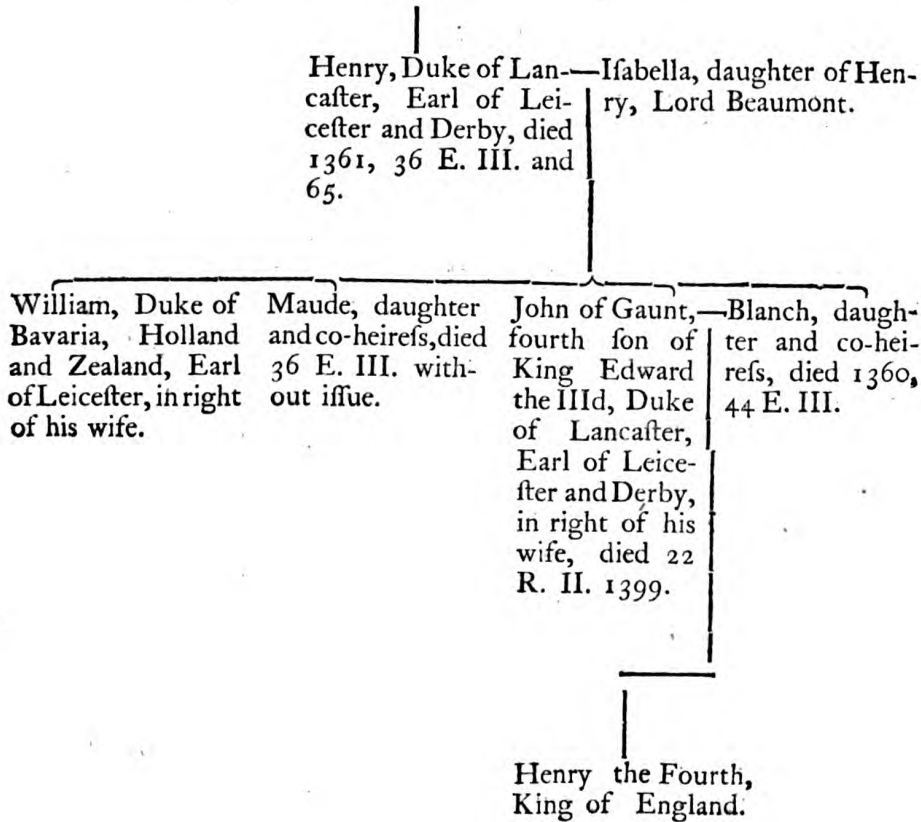 Henry, Duke of Lan-
caſter, Earl of Lei-
ceſter and Derby, died
1361, 36 E. III. and
65.
Iſabella, daughter of Hen-
ry, Lord Beaumont.
William, Duke of
Bavaria, Holland
and Zealand, Earl
of Leiceſter, in right
of his wife.
Maude, daughter
and co-heireſs, died
36 E. III. with-
out iſſue.
John of Gaunt,
fourth ſon of
King Edward
the IIId, Duke
of Lancaſter,
Earl of Leice-
ſter and Derby,
in right of his
wife, died 22
R. II. 1399.
Blanch, daugh-
ter and co-hei-
reſs, died 1360,
44 E. III.
Henry the Fourth,
King of England.